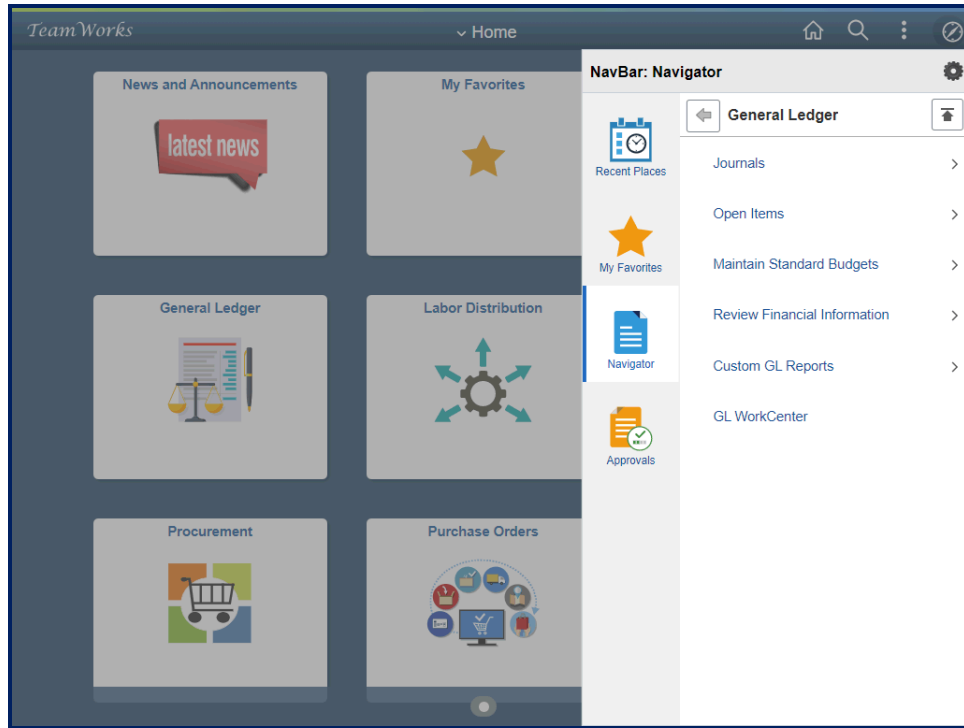 TeamWorks
Home
News and Announcements
latest news
My Favorites
General Ledger
Labor Distribution
Procurement
Purchase Orders
NavBar: Navigator
Recent Places
My Favorites
Navigator
Approvals
General Ledger
Journals
Open Items
Maintain Standard Budgets
Review Financial Information
Custom GL Reports
GL WorkCenter